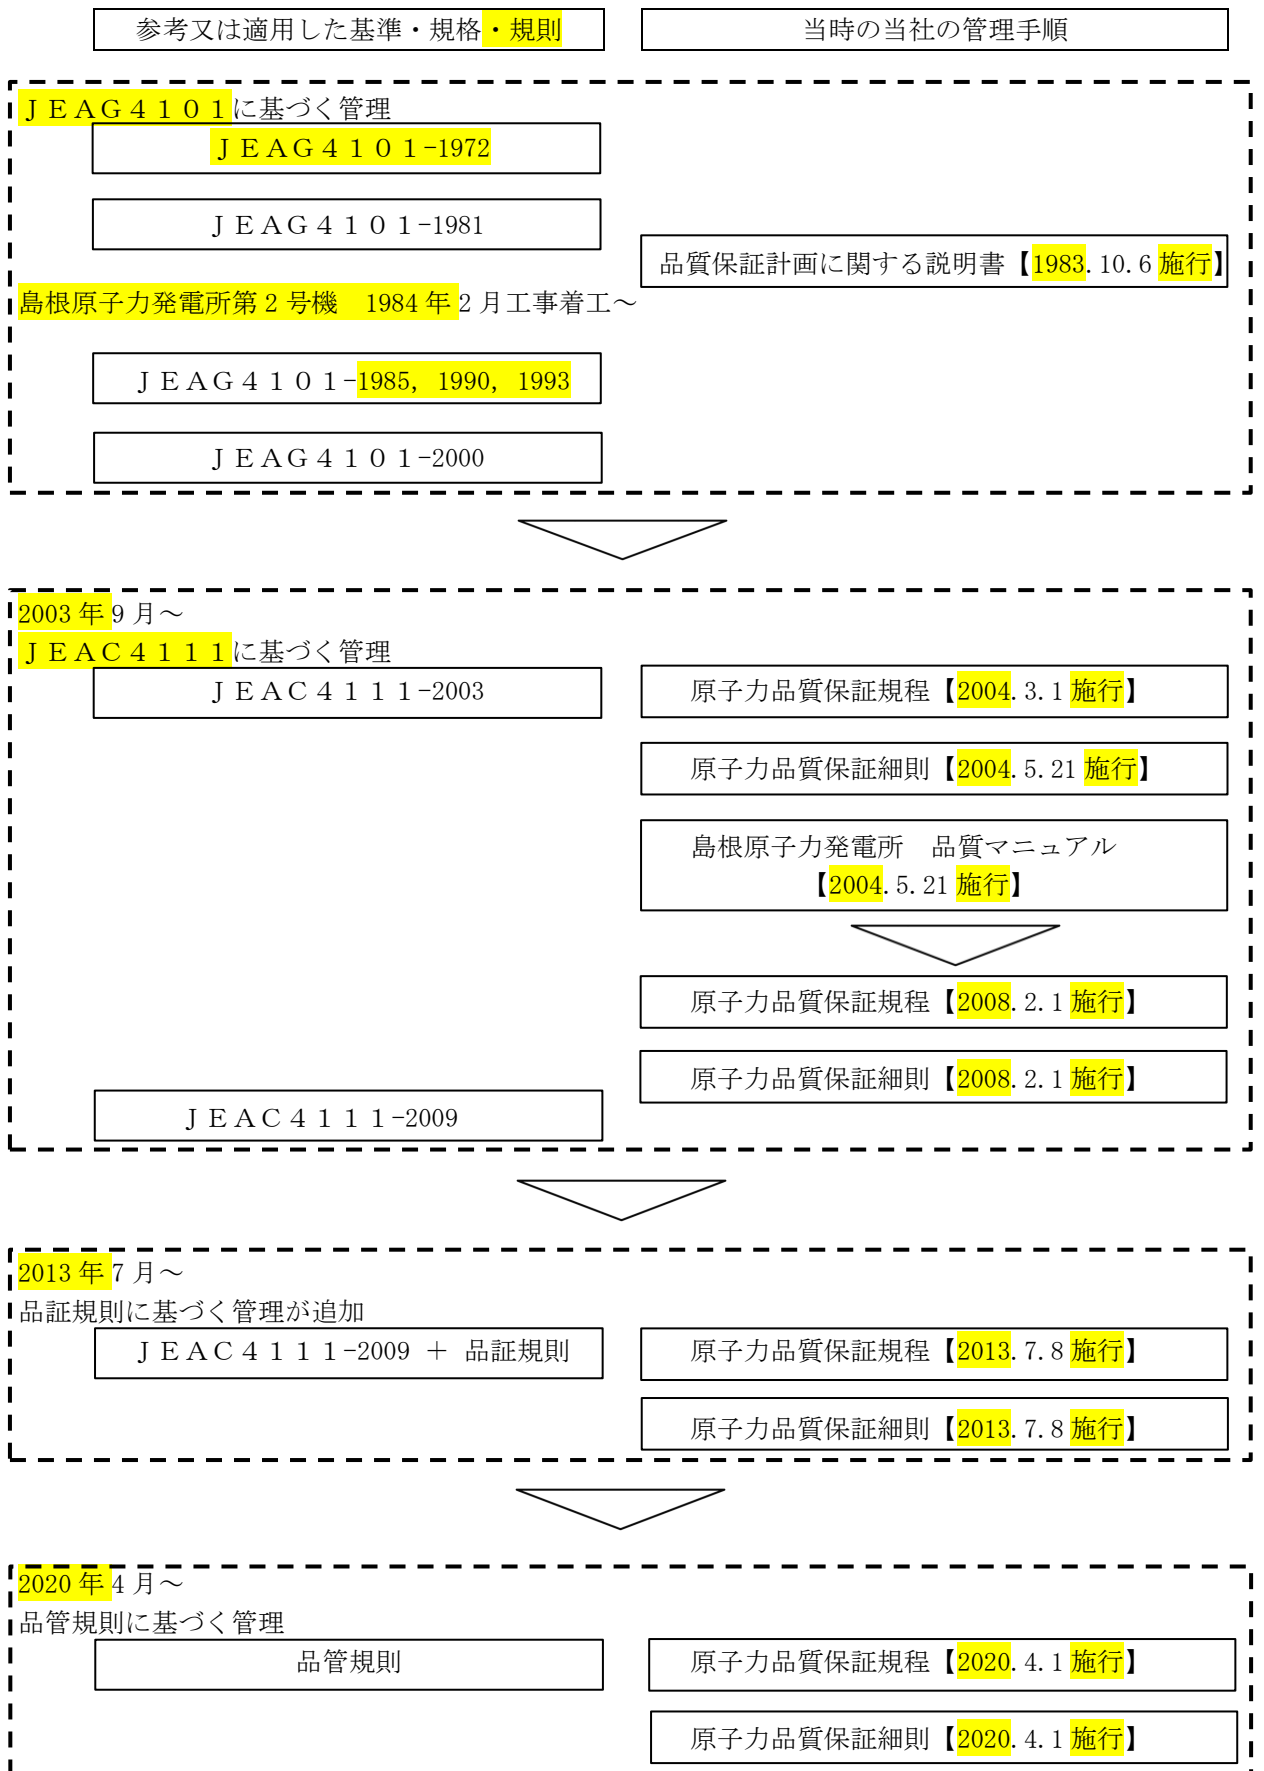 参考又は適用した基準・規格・規則
当時の当社の管理手順
ＪＥＡＧ４１０１に基づく管理
ＪＥＡＧ４１０１-1972
ＪＥＡＧ４１０１-1981
品質保証計画に関する説明書【1983.10.6 施行】
島根原子力発電所第２号機　1984 年 2 月工事着工～
ＪＥＡＧ４１０１-1985, 1990, 1993
ＪＥＡＧ４１０１-2000
2003 年 9 月～
ＪＥＡＣ４１１１に基づく管理
ＪＥＡＣ４１１１-2003
原子力品質保証規程【2004.3.1 施行】
原子力品質保証細則【2004.5.21 施行】
島根原子力発電所　品質マニュアル
【2004.5.21 施行】
原子力品質保証規程【2008.2.1 施行】
原子力品質保証細則【2008.2.1 施行】
ＪＥＡＣ４１１１-2009
2013 年 7 月～
品証規則に基づく管理が追加
ＪＥＡＣ４１１１-2009 ＋ 品証規則
原子力品質保証規程【2013.7.8 施行】
原子力品質保証細則【2013.7.8 施行】
2020 年 4 月～
品管規則に基づく管理
品管規則
原子力品質保証規程【2020.4.1 施行】
原子力品質保証細則【2020.4.1 施行】